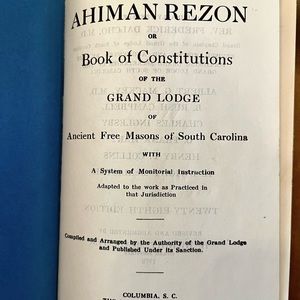 AHIMAN REZON
OR
Book of Constitutions
OF THE
GRAND LODGE
OF
Ancient Free Masons of South Carolina
WITH
A System of Monitorial Instruction
Adapted to the work as Practiced in
that Jurisdiction
Compiled and Arranged by the Authority of the Grand Lodge
and Published Under its Sanction.
COLUMBIA, S. C.